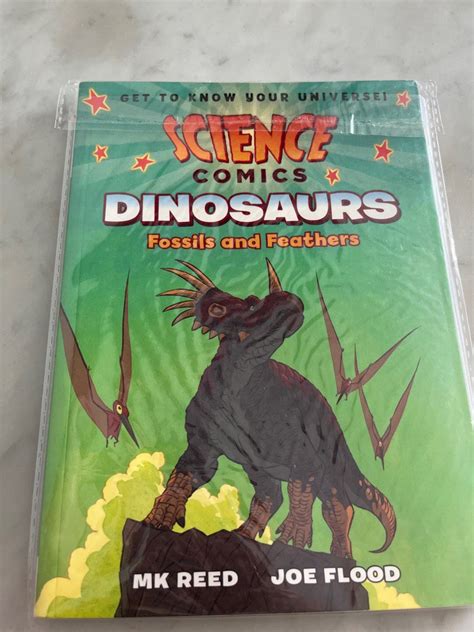 GET TO KNOW YOUR UNIVERSE!
SCIENCE
COMICS
DINOSAURS
Fossils and Feathers
MK REED JOE FLOOD